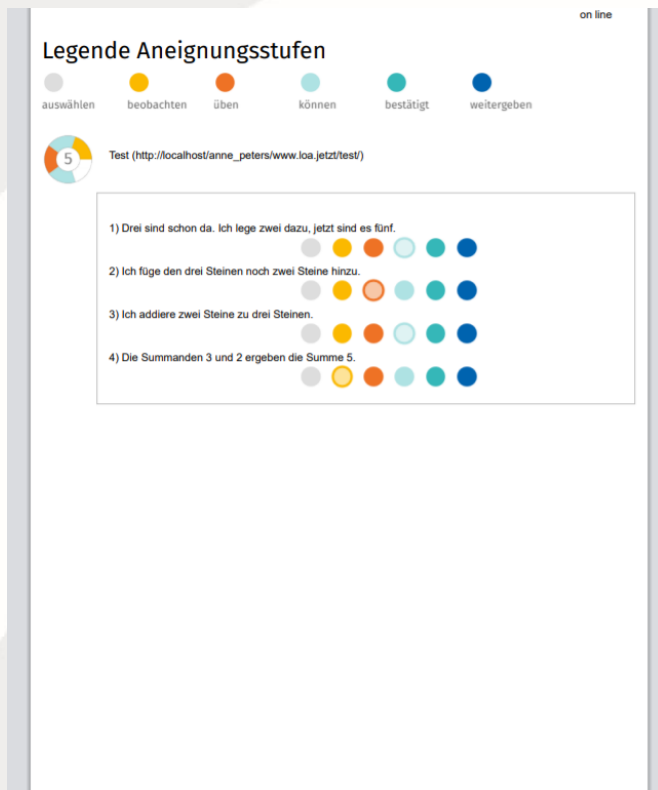 on line
Legende Aneignungsstufen
auswählen beobachten üben können bestätigt weitergeben
5
Test (http://localhost/anne_peters/www.loa.jetzt/test/)
1) Drei sind schon da. Ich lege zwei dazu, jetzt sind es fünf.
2) Ich füge den drei Steinen noch zwei Steine hinzu.
3) Ich addiere zwei Steine zu drei Steinen.
4) Die Summanden 3 und 2 ergeben die Summe 5.